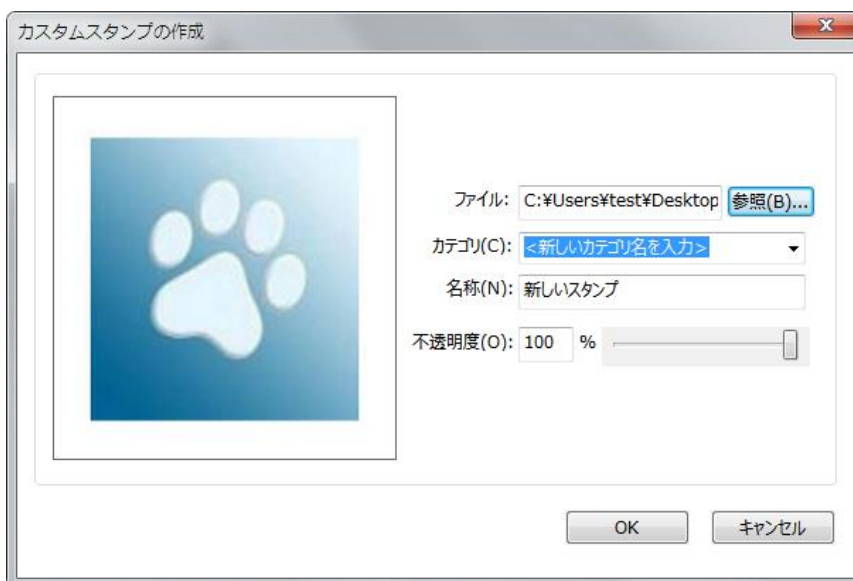 カスタムスタンプの作成
ファイル: C:¥Users¥test¥Desktop 参照(B)...
カテゴリ(C): <新しいカテゴリ名を入力>
名称(N): 新しいスタンプ
不透明度(O): 100 %
OK キャンセル